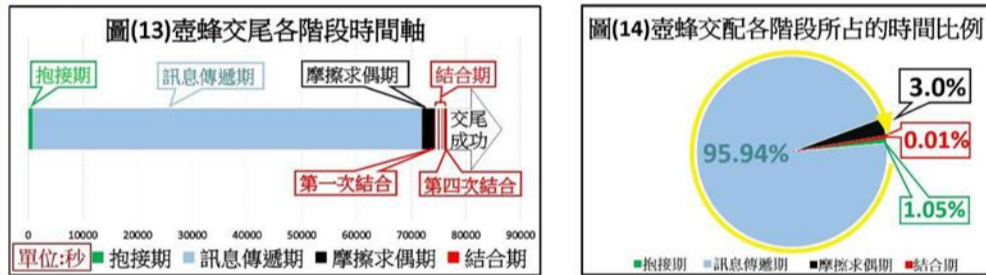 圖(13)壺蜂交尾各階段時間軸
抱接期
訊息傳遞期
摩擦求偶期
結合期
交尾
成功
第一次結合
第四次結合
0 10000 20000 30000 40000 50000 60000 70000 80000 90000
單位:秒 抱接期 訊息傳遞期 摩擦求偶期 結合期
圖(14)壺蜂交配各階段所占的時間比例
3.0%
0.01%
95.94%
1.05%
抱接期 訊息傳遞期 摩擦求偶期 結合期